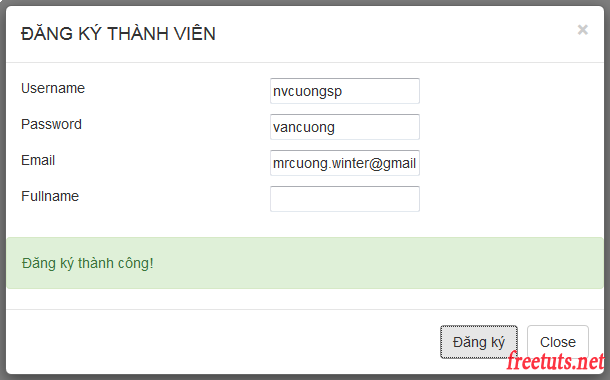 ĐĂNG KÝ THÀNH VIÊN ×
Username nvcuongsp
Password vancuong
Email mrcuong.winter@gmail
Fullname
Đăng ký thành công!
Đăng ký Close
freetuts.net